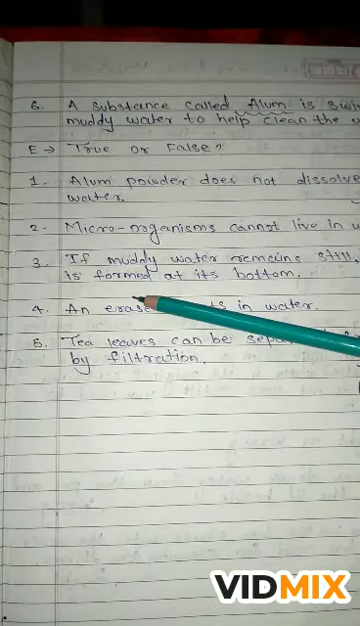 6. A substance called Alum is
muddy water to help clean the
E → True or False?
1. Alum powder does not dissolve
water.
2. Micro-organisms cannot live in
3. If muddy water remains still,
is formed at its bottom.
4. An in water.
5. Tea leaves can be
by filtration.
VIDMIX